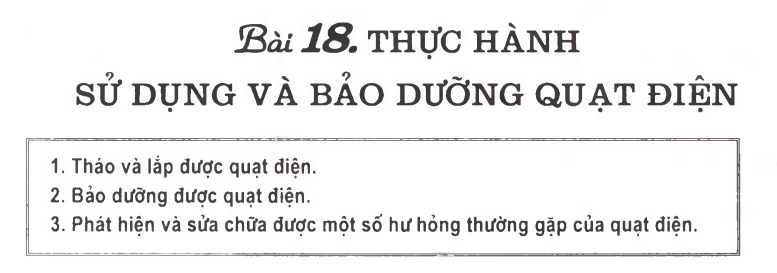 Bài 18. THỰC HÀNH
SỬ DỤNG VÀ BẢO DƯỠNG QUẠT ĐIỆN
1. Tháo và lắp được quạt điện.
2. Bảo dưỡng được quạt điện.
3. Phát hiện và sửa chữa được một số hư hỏng thường gặp của quạt điện.